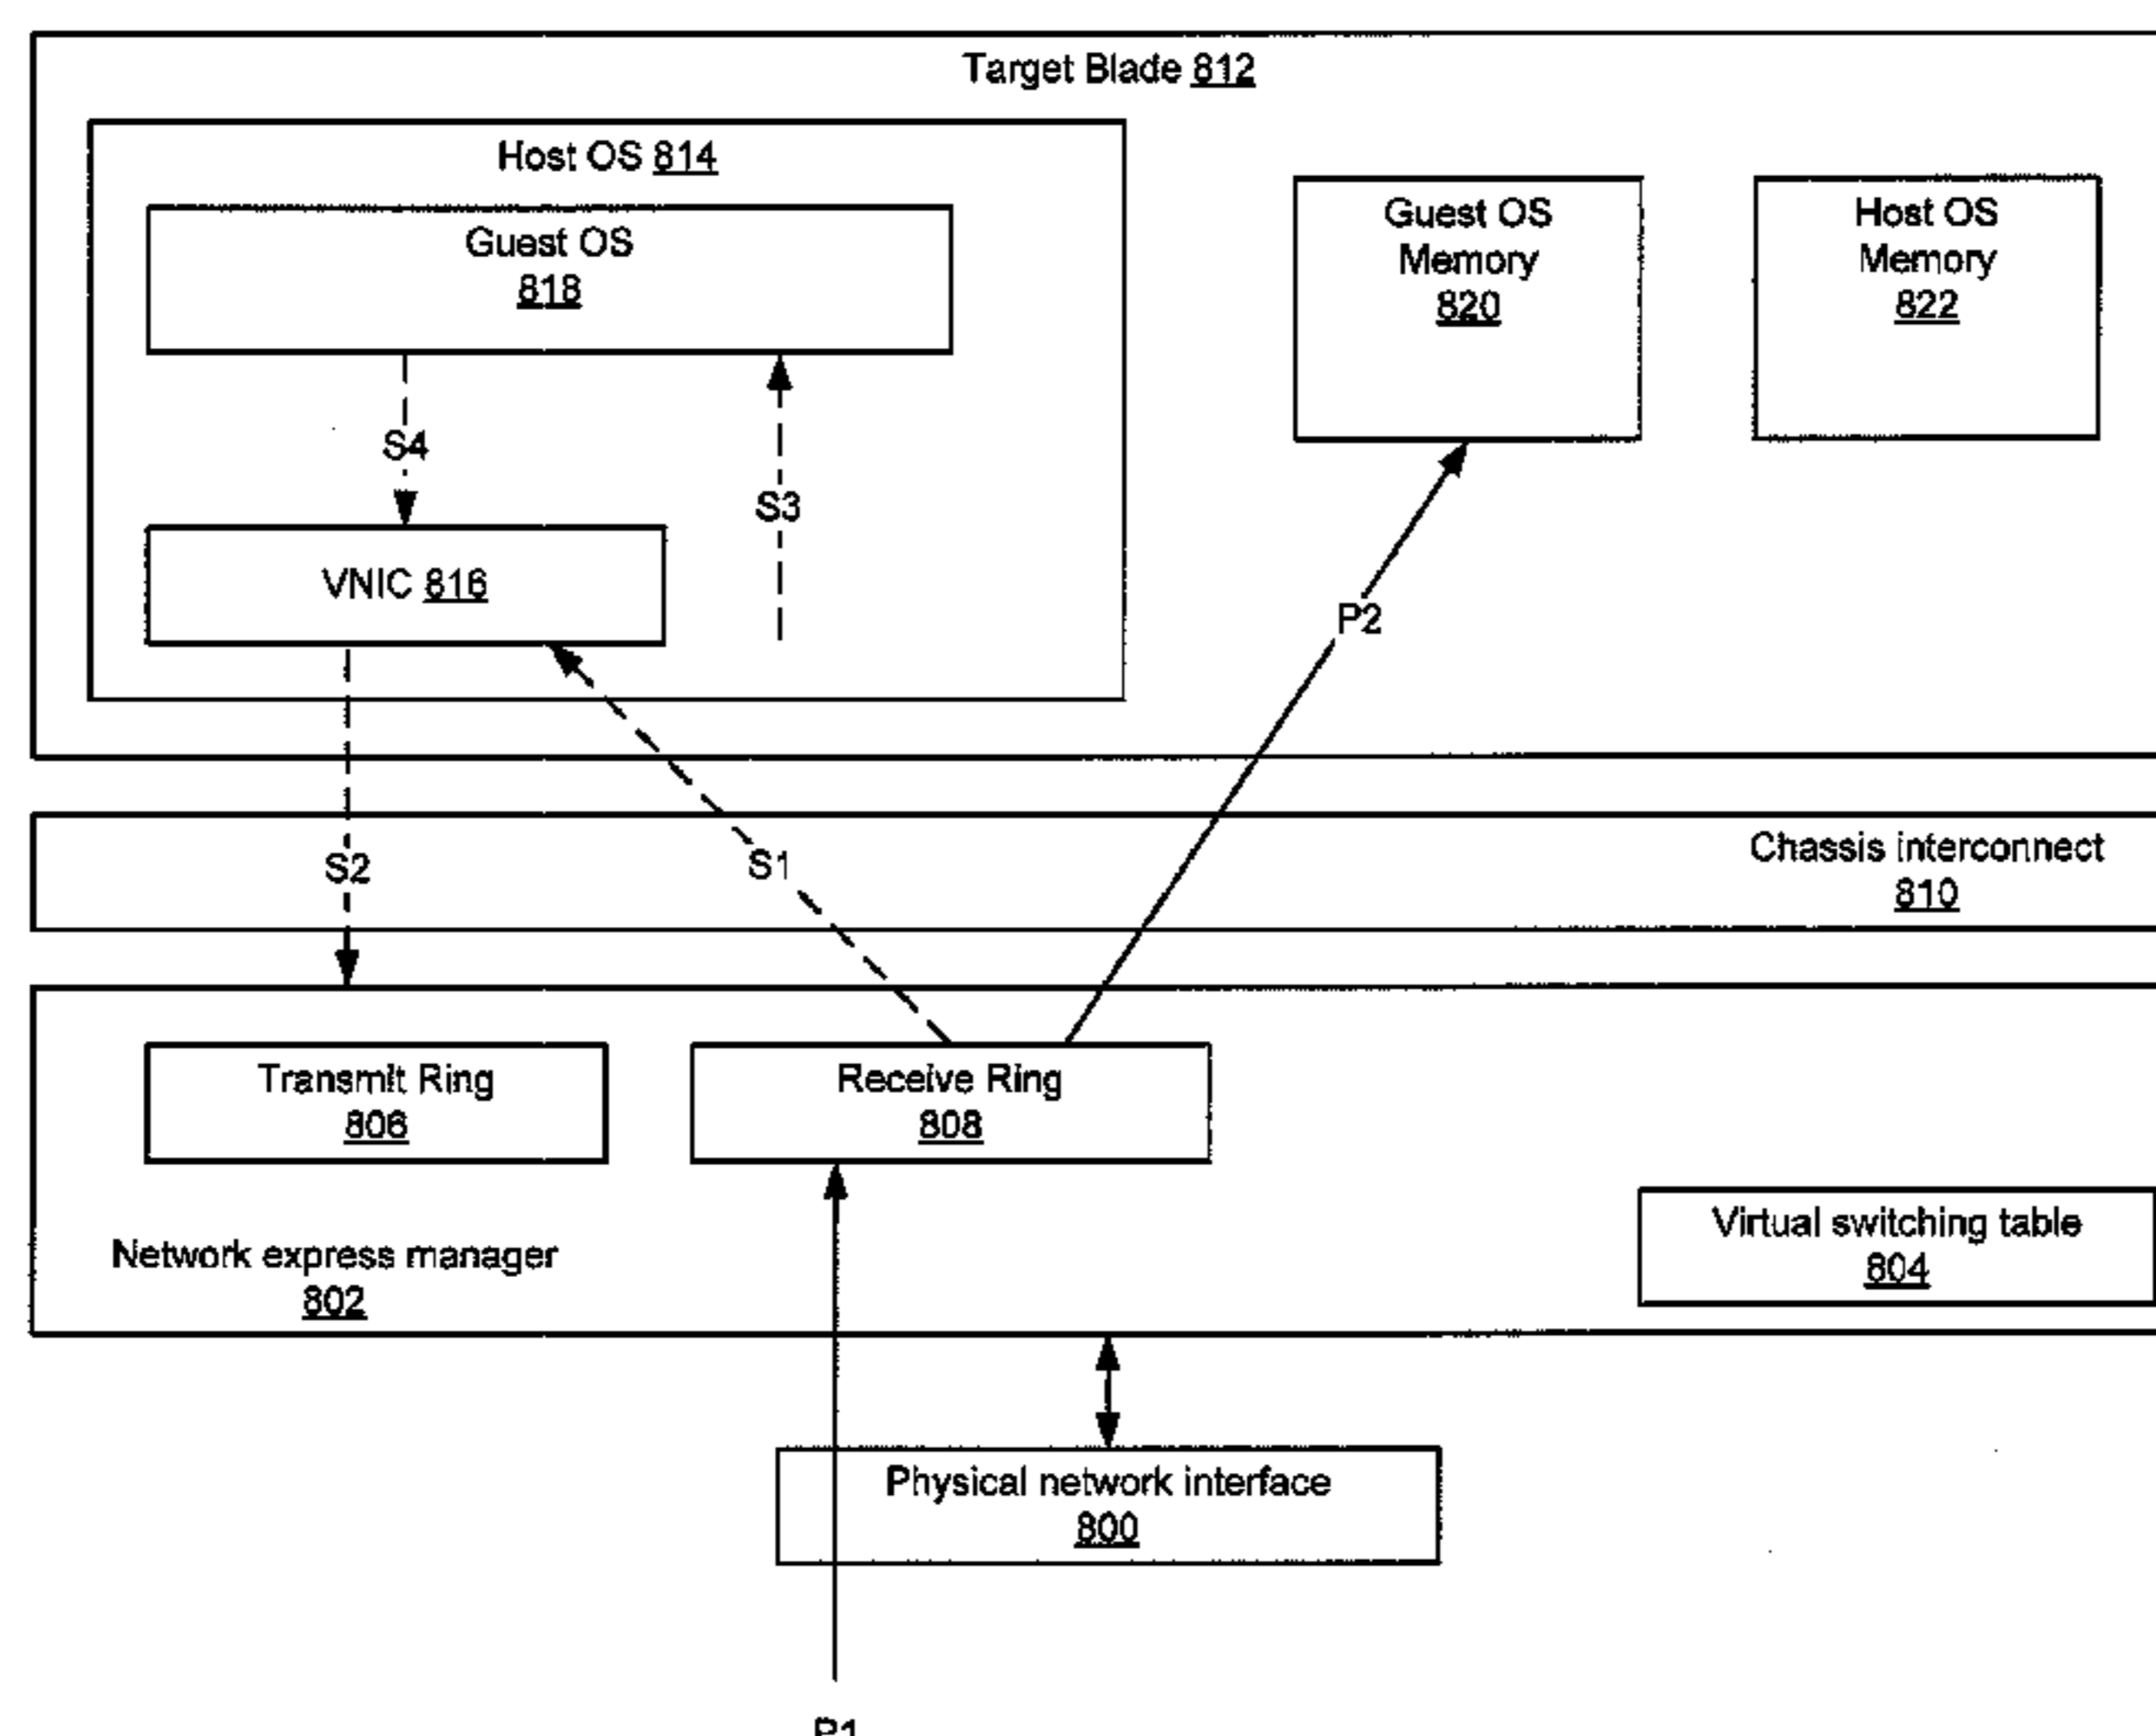 Target Blade 812
Host OS 814
Guest OS
818
Guest OS
Memory
820
Host OS
Memory
822
S4
S3
VNIC 816
P2
S2
S1
Chassis interconnect
810
Transmit Ring
806
Receive Ring
808
Virtual switching table
804
Network express manager
802
Physical network interface
800
P1